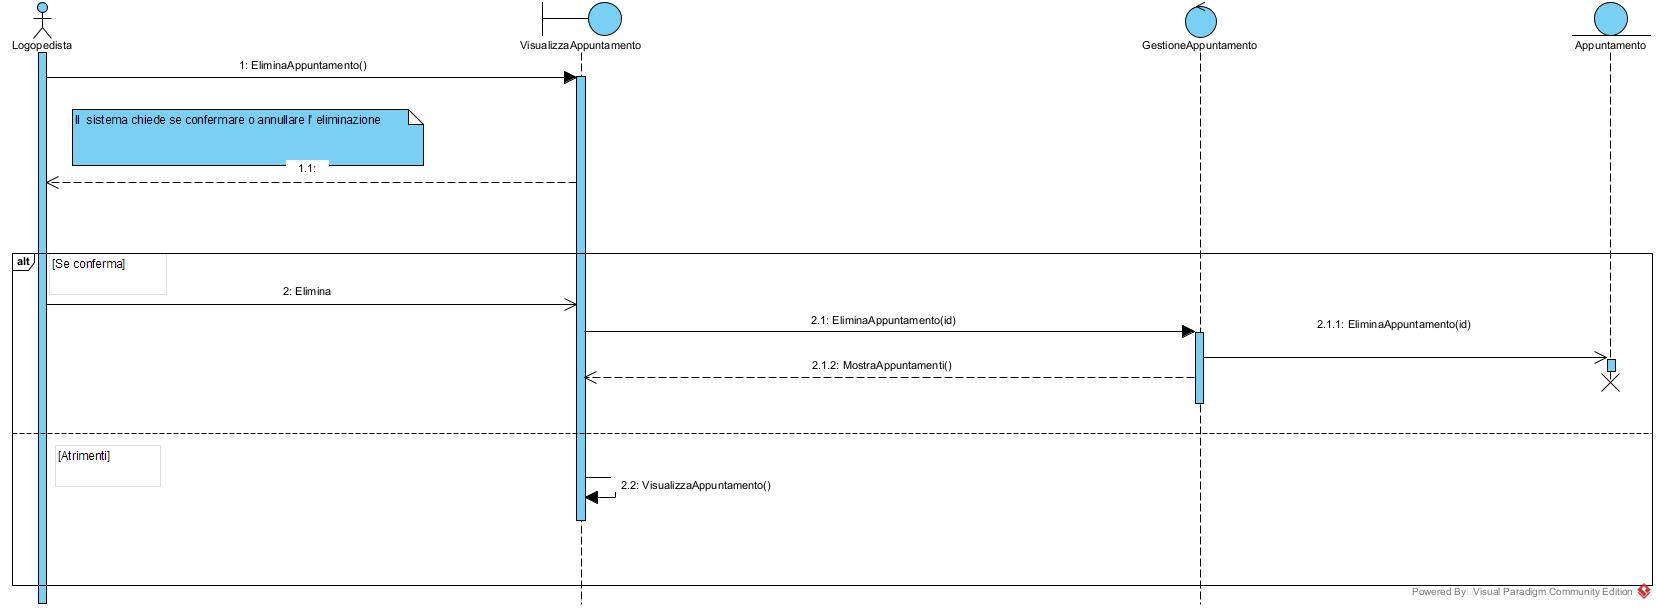 Logopedista
VisualizzaAppuntamento
GestioneAppuntamento
Appuntamento
1: EliminaAppuntamento()
Il sistema chiede se confermare o annullare l' eliminazione
1.1:
alt
[Se conferma]
2: Elimina
2.1: EliminaAppuntamento(id)
2.1.1: EliminaAppuntamento(id)
2.1.2: MostraAppuntamenti()
[Atrimenti]
2.2: VisualizzaAppuntamento()
Powered By Visual Paradigm Community Edition